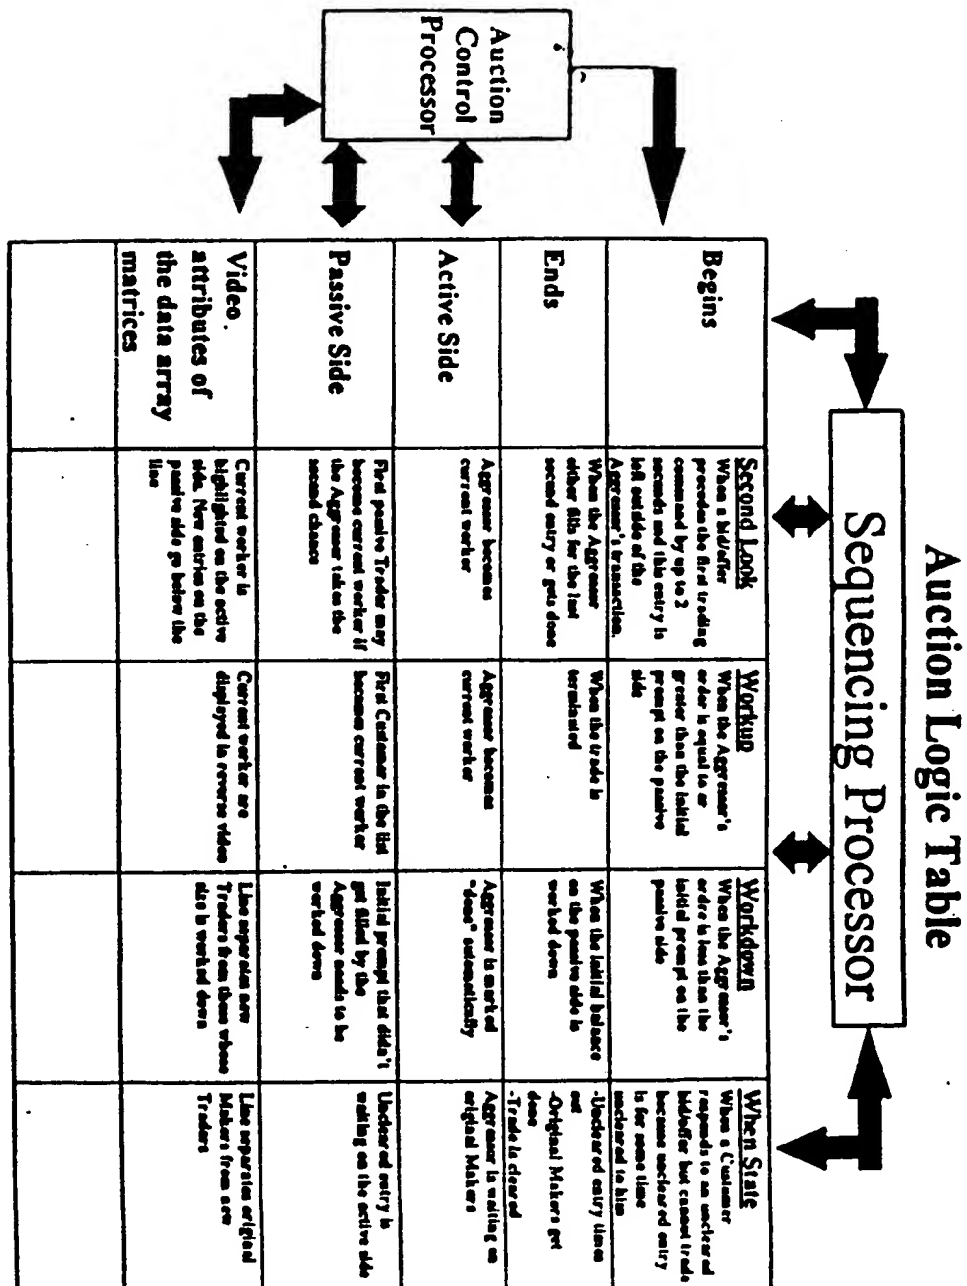 Auction Logic Table
Sequencing Processor
Auction
Control
Processor
Second Look
Workup
Workdown
When State
Begins
When a bid/offer
precedes the first trading
command by up to 2
seconds and this entry is
left outside of the
Aggressor's transaction.
When the Aggressor's
order is equal to or
greater than the initial
prompt on the passive
side
When the Aggressor's
order is less than the
initial prompt on the
passive side
When a Customer
responds to an uncleared
bid/offer but cannot trade
because uncleared entry
is for some time
uncleared to him
Ends
When the Aggressor
either fills for the last
second entry or gets done
When the trade is
terminated
When the initial balance
on the passive side is
worked down
-Uncleared entry times
out
-Original Makers get
done
-Trade is cleared
Active Side
Aggressor becomes
current worker
Aggressor becomes
current worker
Aggressor is marked
"done" automatically
Aggressor is waiting on
original Makers
Passive Side
First passive Trader may
become current worker if
the Aggressor takes the
second chance
First Customer in the list
becomes current worker
Initial prompt that didn't
get filled by the
Aggressor needs to be
worked down
Uncleared entry is
waiting on the active side
Video.
attributes of
the data array
matrices
Current worker is
highlighted on the active
side. New entries on the
passive side go below the
line
Current worker are
displayed in reverse video
Line separates new
Traders from those whose
size is worked down
Line separates original
Makers from new
Traders